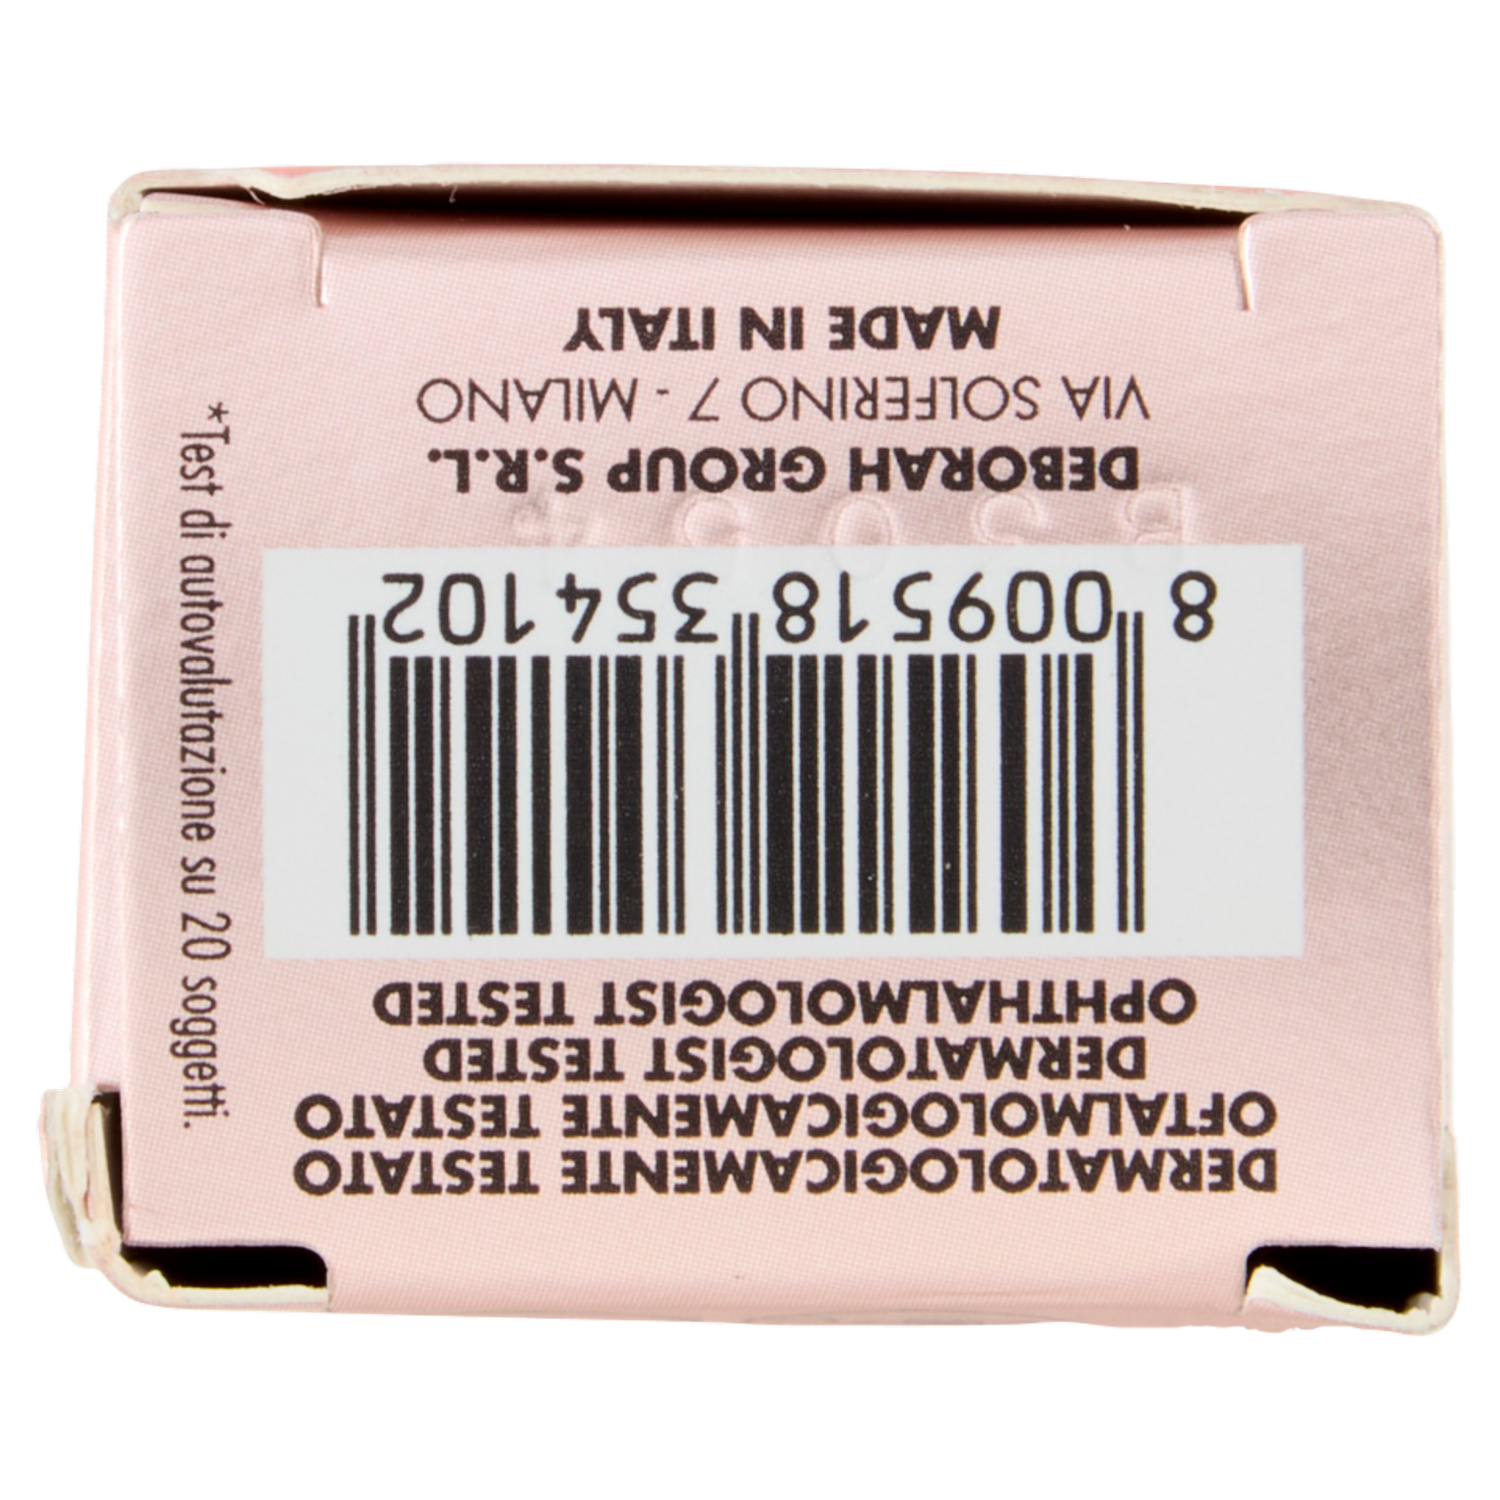 DERMATOLOGICAMENTE TESTATO
OFTALMOLOGICAMENTE TESTATO
DERMATOLOGIST TESTED
OPHTHALMOLOGIST TESTED
8 009518 354102
DEBORAH GROUP S.R.L.
VIA SOLFERINO 7 - MILANO
MADE IN ITALY
*Test di autovalutazione su 20 soggetti.